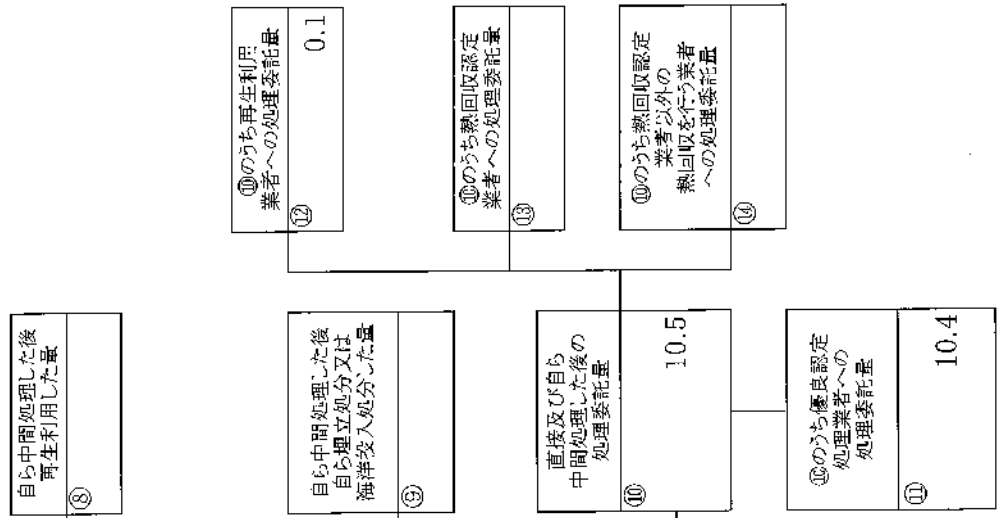 自ら中間処理した後
再生利用した量
⑧
自ら中間処理した後
自ら埋立処分又は
海洋投入処分した量
⑨
直接及び自ら
中間処理した後の
処理委託量
⑩
10.5
⑩のうち優良認定
処理業者への
処理委託量
⑪
10.4
⑩のうち再生利用
業者への処理委託量
⑫
0.1
⑩のうち熱回収認定
業者への処理委託量
⑬
⑩のうち熱回収認定
業者以外の
熱回収を行う業者
への処理委託量
⑭